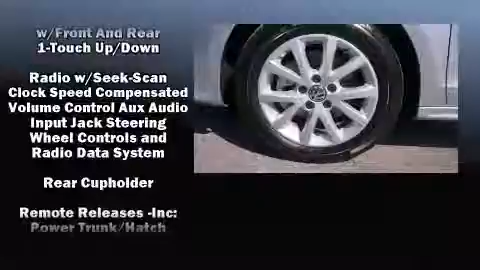 w/Front And Rear
1-Touch Up/Down
Radio w/Seek-Scan
Clock Speed Compensated
Volume Control Aux Audio
Input Jack Steering
Wheel Controls and
Radio Data System
Rear Cupholder
Remote Releases -Inc:
Power Trunk/Hatch